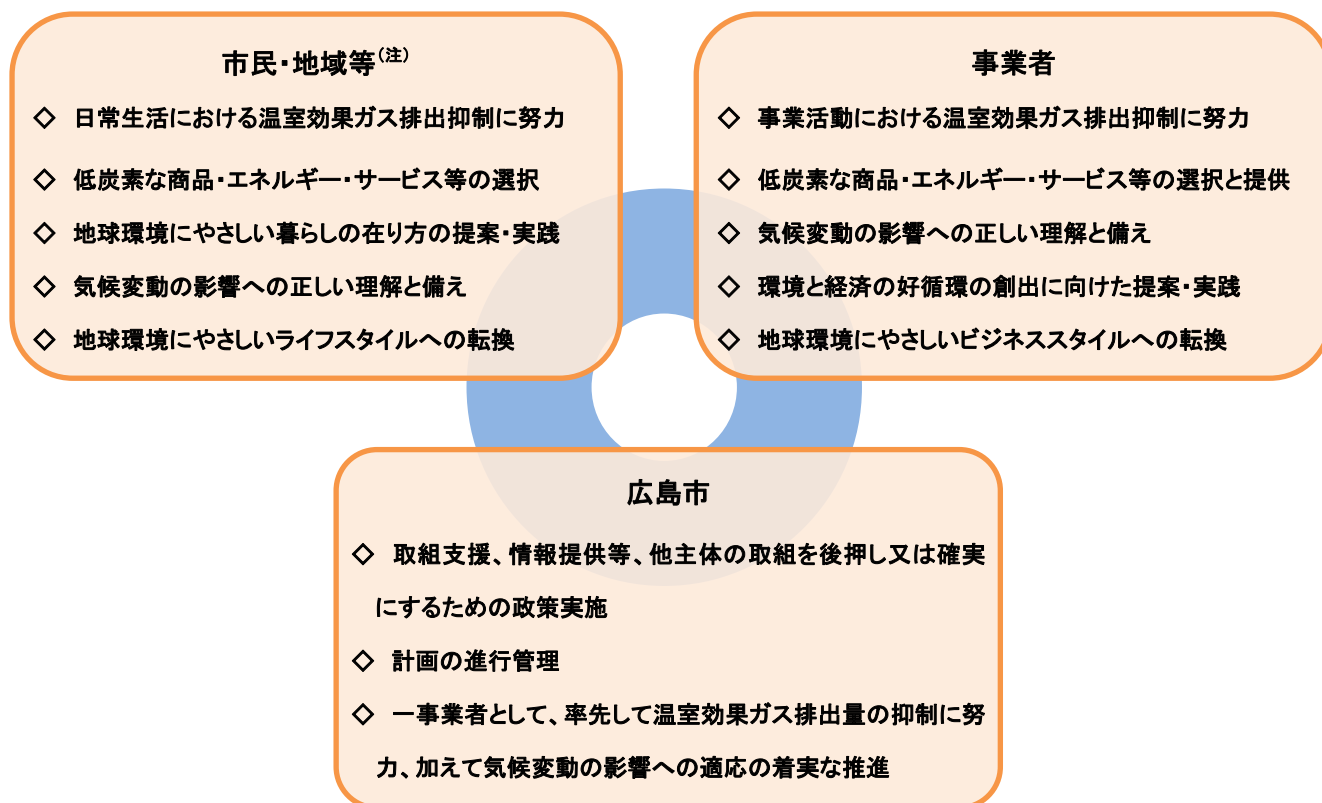 市民・地域等(注)
◇ 日常生活における温室効果ガス排出抑制に努力
◇ 低炭素な商品・エネルギー・サービス等の選択
◇ 地球環境にやさしい暮らしの在り方の提案・実践
◇ 気候変動の影響への正しい理解と備え
◇ 地球環境にやさしいライフスタイルへの転換
事業者
◇ 事業活動における温室効果ガス排出抑制に努力
◇ 低炭素な商品・エネルギー・サービス等の選択と提供
◇ 気候変動の影響への正しい理解と備え
◇ 環境と経済の好循環の創出に向けた提案・実践
◇ 地球環境にやさしいビジネススタイルへの転換
広島市
◇ 取組支援、情報提供等、他主体の取組を後押し又は確実
にするための政策実施
◇ 計画の進行管理
◇ 一事業者として、率先して温室効果ガス排出量の抑制に努
力、加えて気候変動の影響への適応の着実な推進